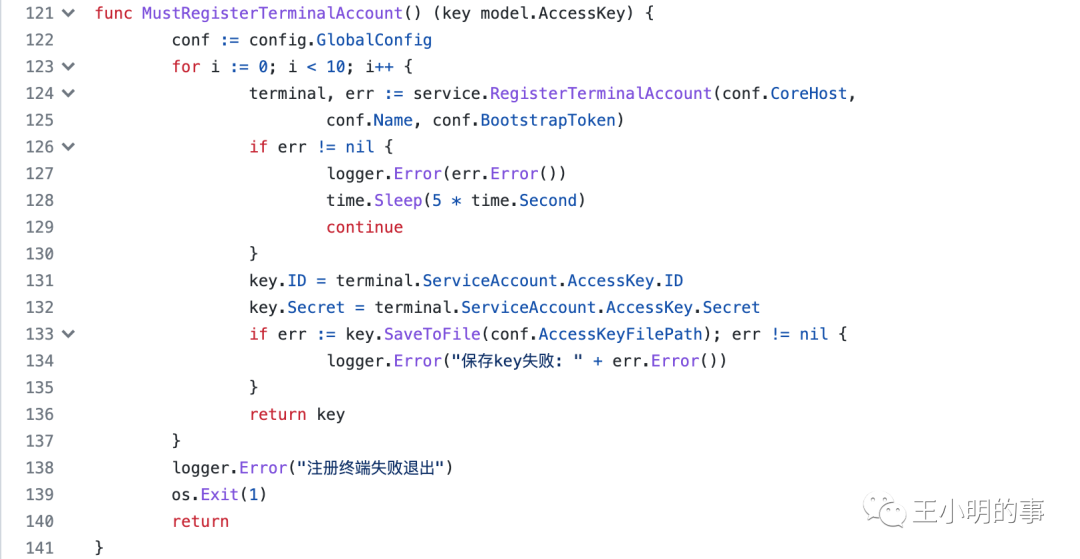 121 func MustRegisterTerminalAccount() (key model.AccessKey) {
122 conf := config.GlobalConfig
123 for i := 0; i < 10; i++ {
124 terminal, err := service.RegisterTerminalAccount(conf.CoreHost,
125 conf.Name, conf.BootstrapToken)
126 if err != nil {
127 logger.Error(err.Error())
128 time.Sleep(5 * time.Second)
129 continue
130 }
131 key.ID = terminal.ServiceAccount.AccessKey.ID
132 key.Secret = terminal.ServiceAccount.AccessKey.Secret
133 if err := key.SaveToFile(conf.AccessKeyFilePath); err != nil {
134 logger.Error("保存key失败: " + err.Error())
135 }
136 return key
137 }
138 logger.Error("注册终端失败退出")
139 os.Exit(1)
140 return
141 }
王小明的事